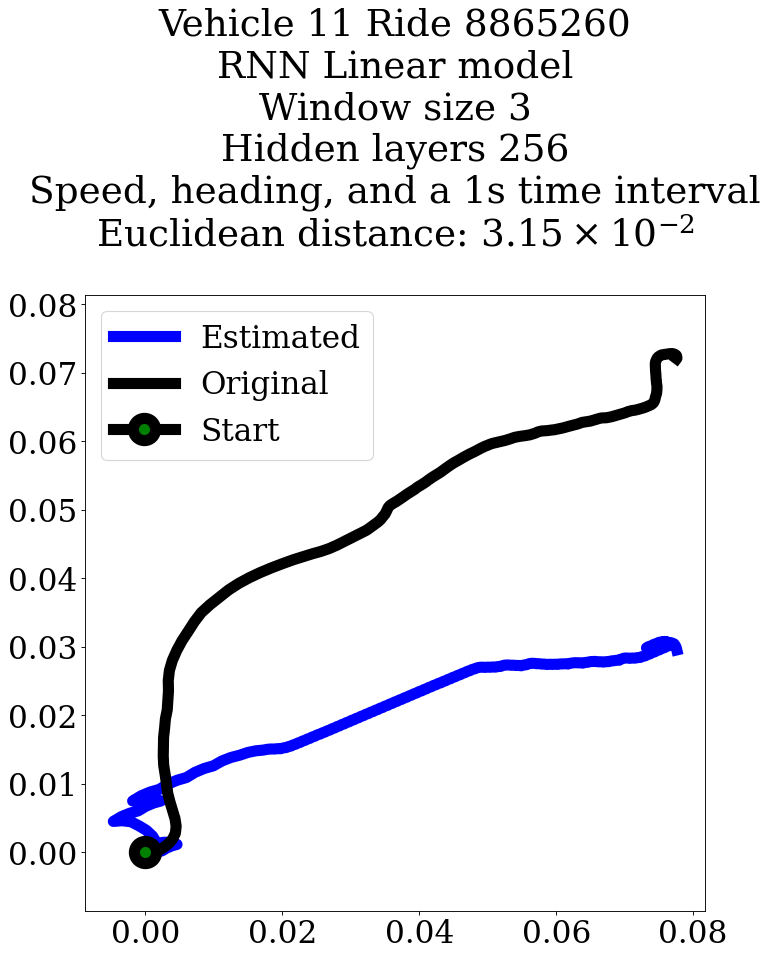 Vehicle 11 Ride 8865260
RNN Linear model
Window size 3
Hidden layers 256
Speed, heading, and a 1s time interval
Euclidean distance: 3.15 × 10⁻²
0.08
0.07
0.06
0.05
0.04
0.03
0.02
0.01
0.00
Estimated
Original
Start
0.00 0.02 0.04 0.06 0.08